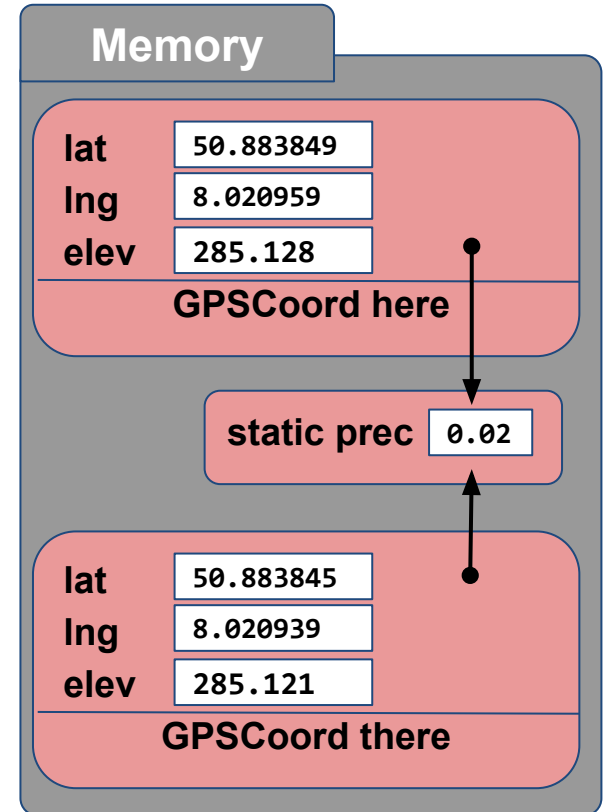 Memory
lat 50.883849
lng 8.020959
elev 285.128
GPSCoord here
static prec 0.02
lat 50.883845
lng 8.020939
elev 285.121
GPSCoord there